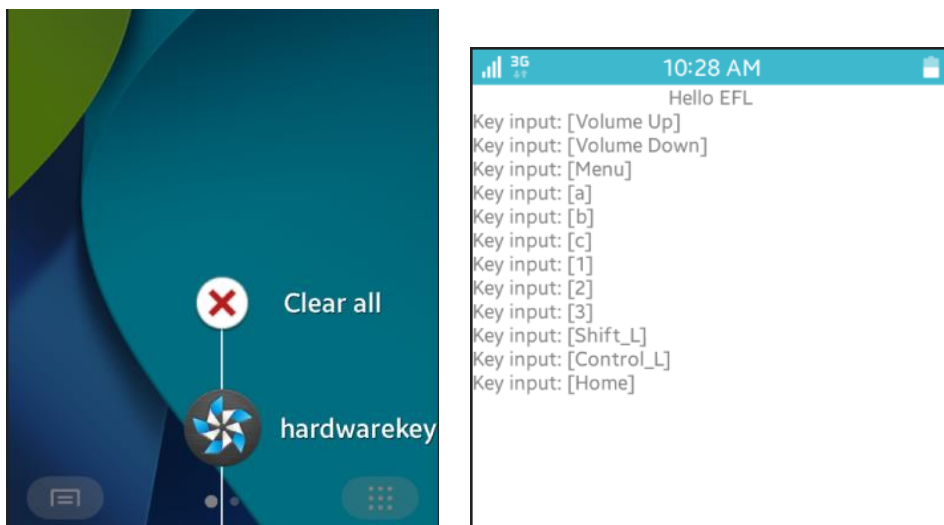 Clear all
hardwarekey
3G
10:28 AM
Hello EFL
Key input: [Volume Up]
Key input: [Volume Down]
Key input: [Menu]
Key input: [a]
Key input: [b]
Key input: [c]
Key input: [1]
Key input: [2]
Key input: [3]
Key input: [Shift_L]
Key input: [Control_L]
Key input: [Home]